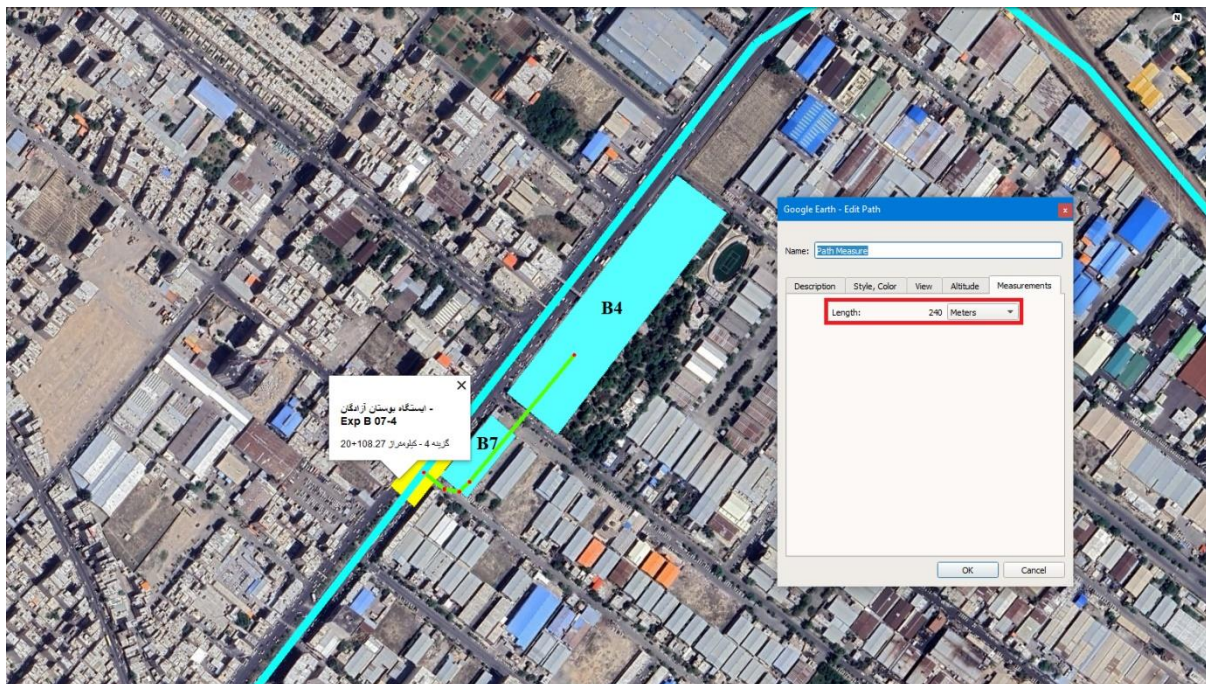 N
Google Earth - Edit Path
x
Name: Path Measure
Description Style, Color View Altitude Measurements
Length: 240 Meters
B4
- ایستگاه بوستان آزادگان
Exp B 07-4
گزینه 4 - کیلومتراژ 108.27+20
B7
OK Cancel